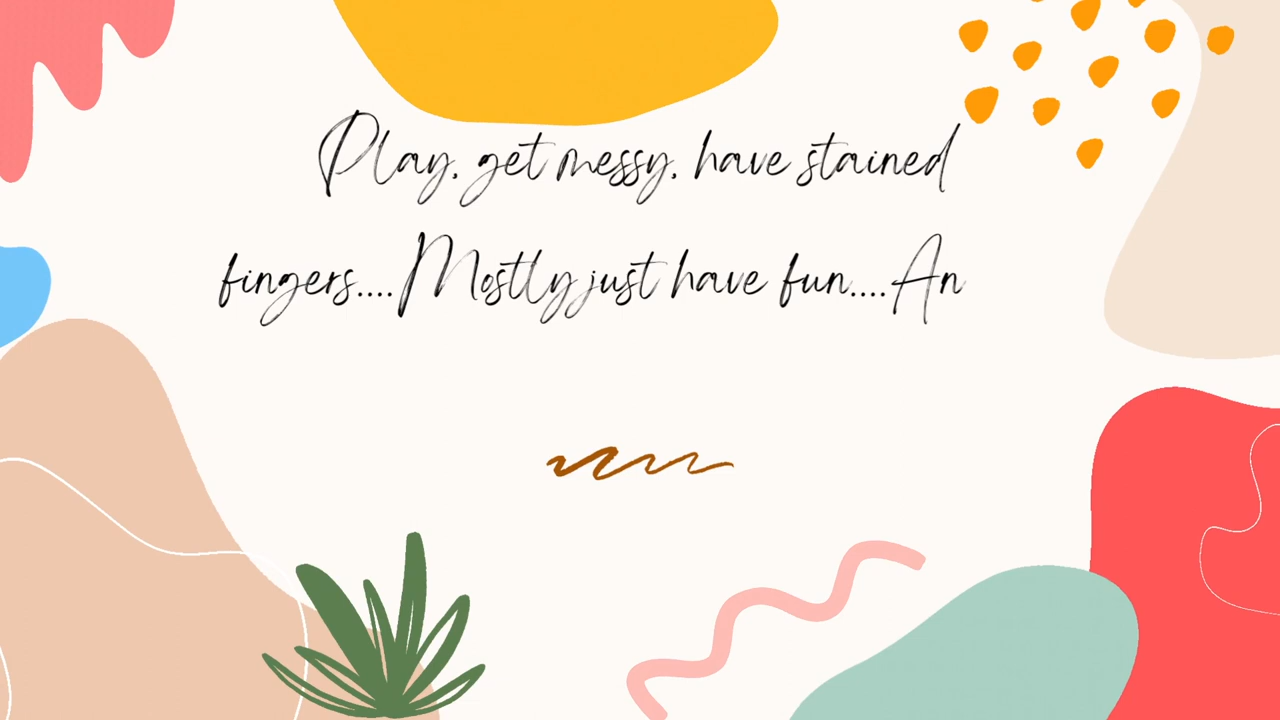 Play, get messy, have stained
fingers....Mostly just have fun....An